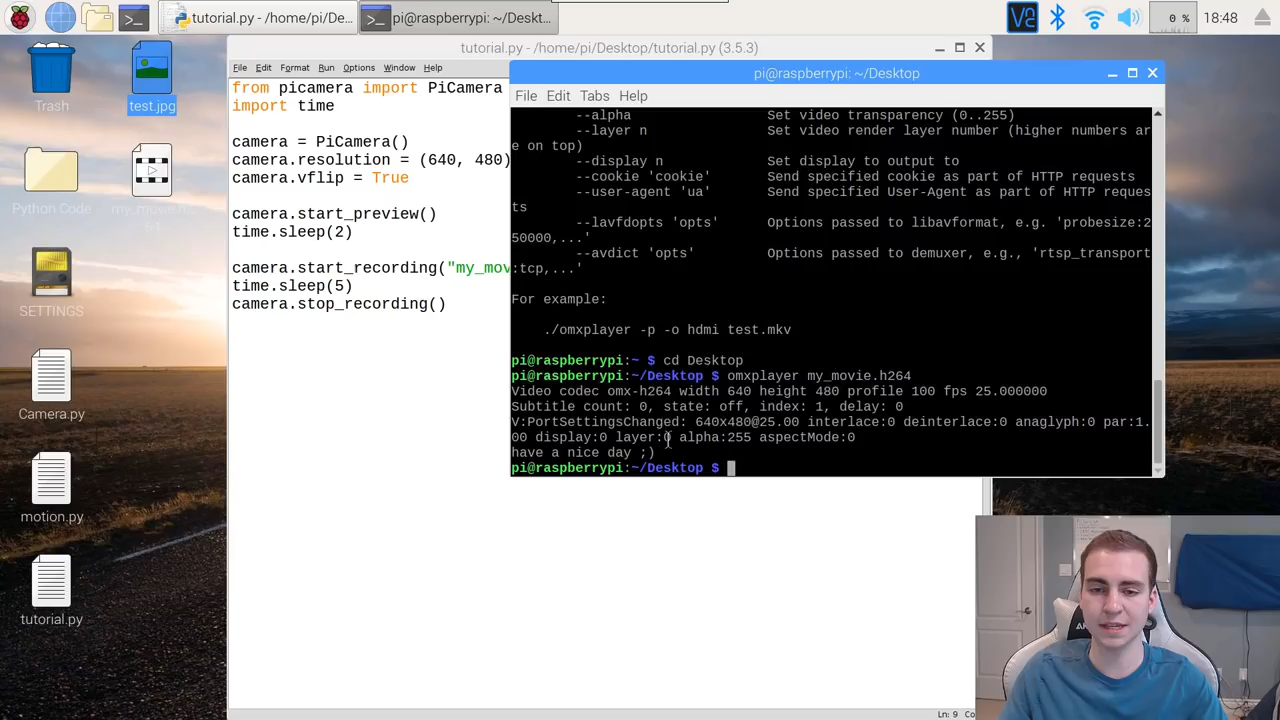 tutorial.py - /home/pi/De...
pi@raspberrypi: ~/Deskt...
0 %
18:48
Trash
test.jpg
Python Code
SETTINGS
Camera.py
motion.py
tutorial.py
tutorial.py - /home/pi/Desktop/tutorial.py (3.5.3)
File Edit Format Run Options Window Help
from picamera import PiCamera
import time
camera = PiCamera()
camera.resolution = (640, 480)
camera.vflip = True
camera.start_preview()
time.sleep(2)
camera.start_recording("my_mov
time.sleep(5)
camera.stop_recording()
Ln: 9 Co
pi@raspberrypi: ~/Desktop
File Edit Tabs Help
--alpha Set video transparency (0..255)
--layer n Set video render layer number (higher numbers ar
e on top)
--display n Set display to output to
--cookie 'cookie' Send specified cookie as part of HTTP requests
--user-agent 'ua' Send specified User-Agent as part of HTTP reques
ts
--lavfdopts 'opts' Options passed to libavformat, e.g. 'probesize:2
50000,...'
--avdict 'opts' Options passed to demuxer, e.g., 'rtsp_transport
:tcp,...'
For example:
./omxplayer -p -o hdmi test.mkv
pi@raspberrypi:~ $ cd Desktop
pi@raspberrypi:~/Desktop $ omxplayer my_movie.h264
Video codec omx-h264 width 640 height 480 profile 100 fps 25.000000
Subtitle count: 0, state: off, index: 1, delay: 0
V:PortSettingsChanged: 640x480@25.00 interlace:0 deinterlace:0 anaglyph:0 par:1.
00 display:0 layer:0 alpha:255 aspectMode:0
have a nice day ;)
pi@raspberrypi:~/Desktop $